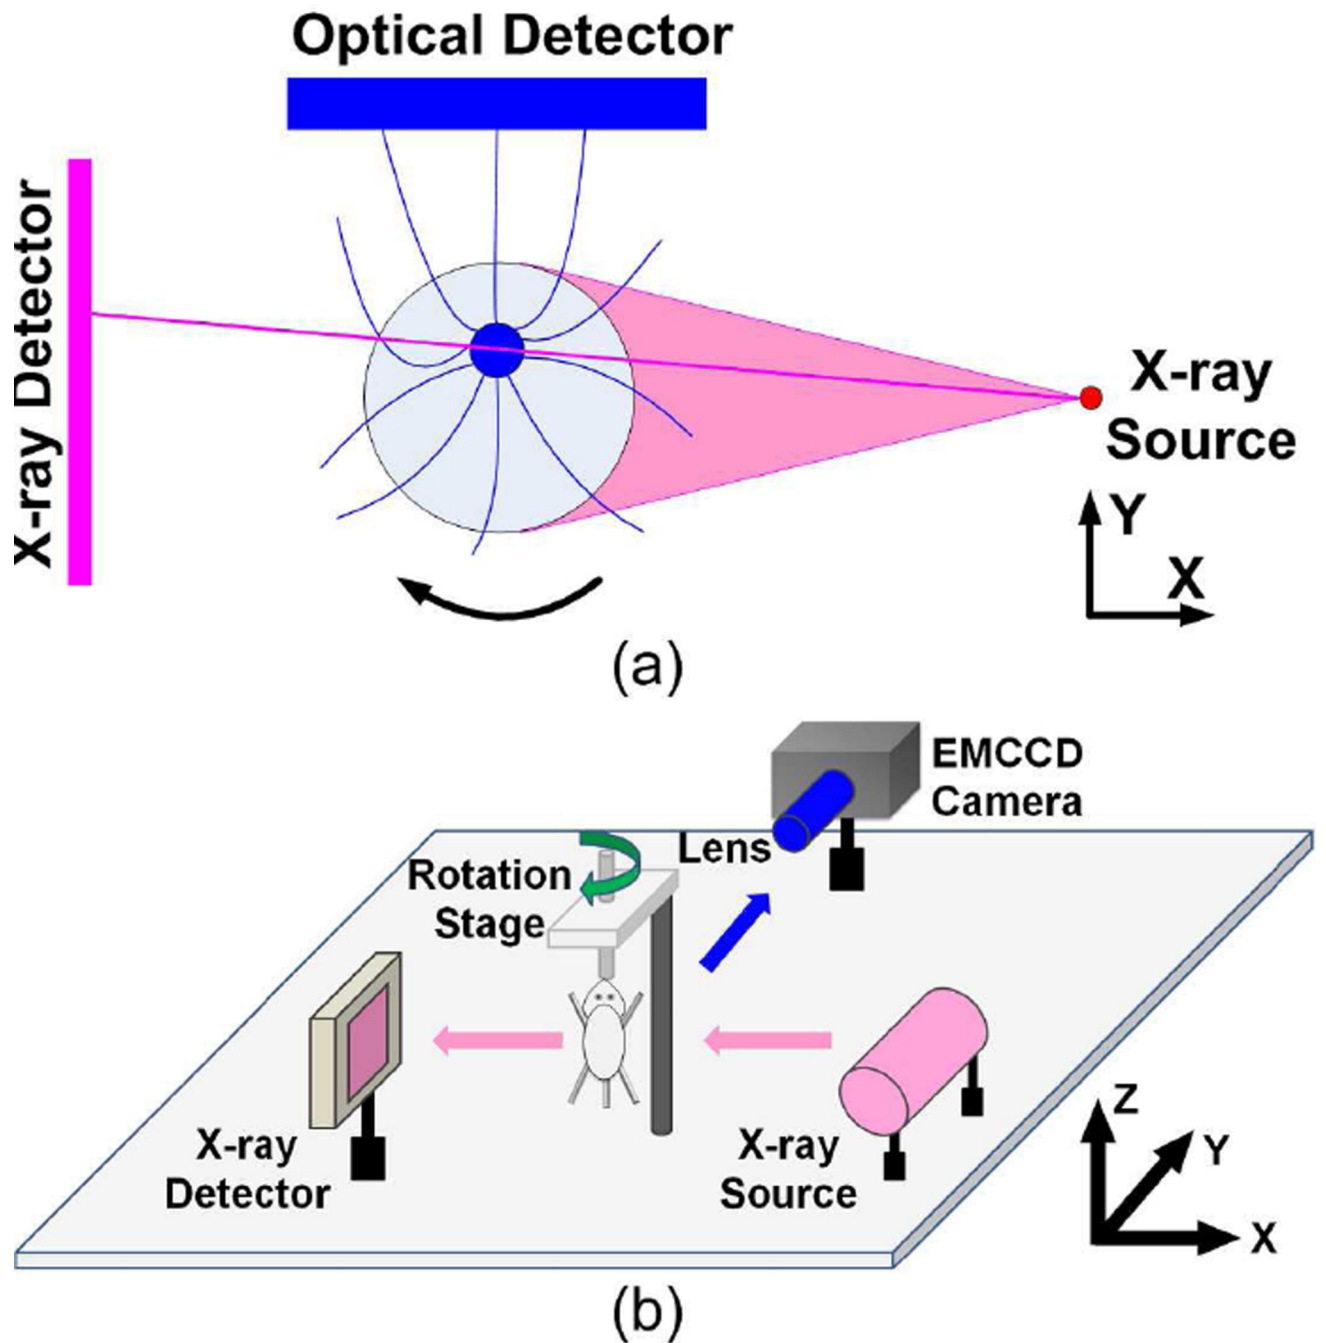 Optical Detector
X-ray Detector
X-ray
Source
Y
X
(a)
EMCCD
Camera
Lens
Rotation
Stage
X-ray
Detector
X-ray
Source
Z
Y
X
(b)